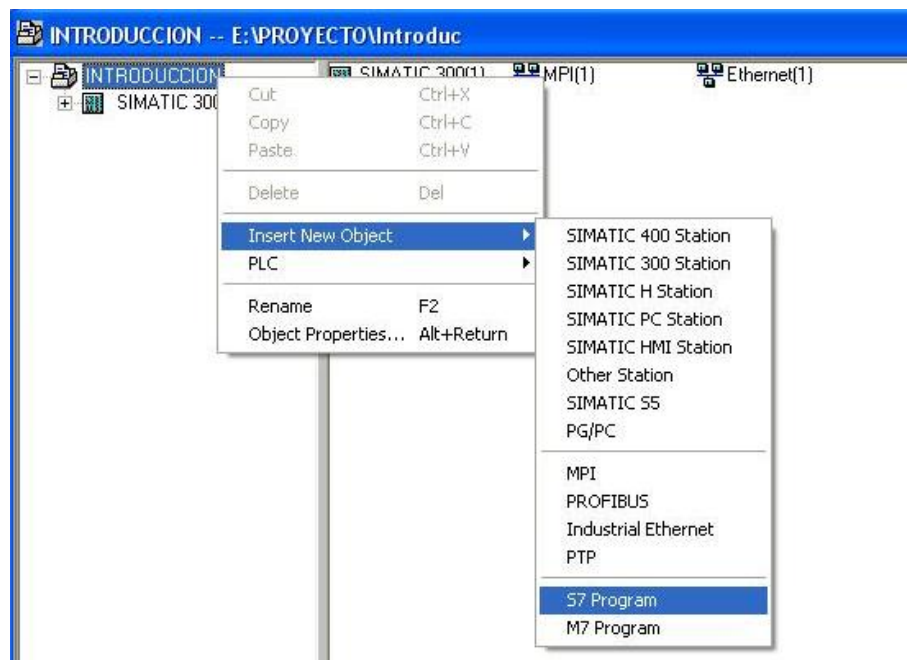 INTRODUCCION -- E:\PROYECTO\Introduc
INTRODUCCION
SIMATIC 300(1) MPI(1) Ethernet(1)
SIMATIC 300
Cut Ctrl+X
Copy Ctrl+C
Paste Ctrl+V
Delete Del
Insert New Object
PLC
Rename F2
Object Properties... Alt+Return
SIMATIC 400 Station
SIMATIC 300 Station
SIMATIC H Station
SIMATIC PC Station
SIMATIC HMI Station
Other Station
SIMATIC S5
PG/PC
MPI
PROFIBUS
Industrial Ethernet
PTP
S7 Program
M7 Program